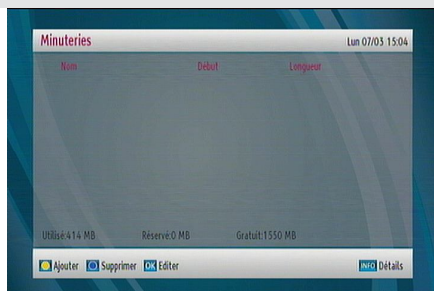 Minuteries Lun 07/03 15:04
Nom Début Longueur
Utilisé:414 MB Réservé:0 MB Gratuit:1550 MB
Ajouter Supprimer OK Editer INFO Détails